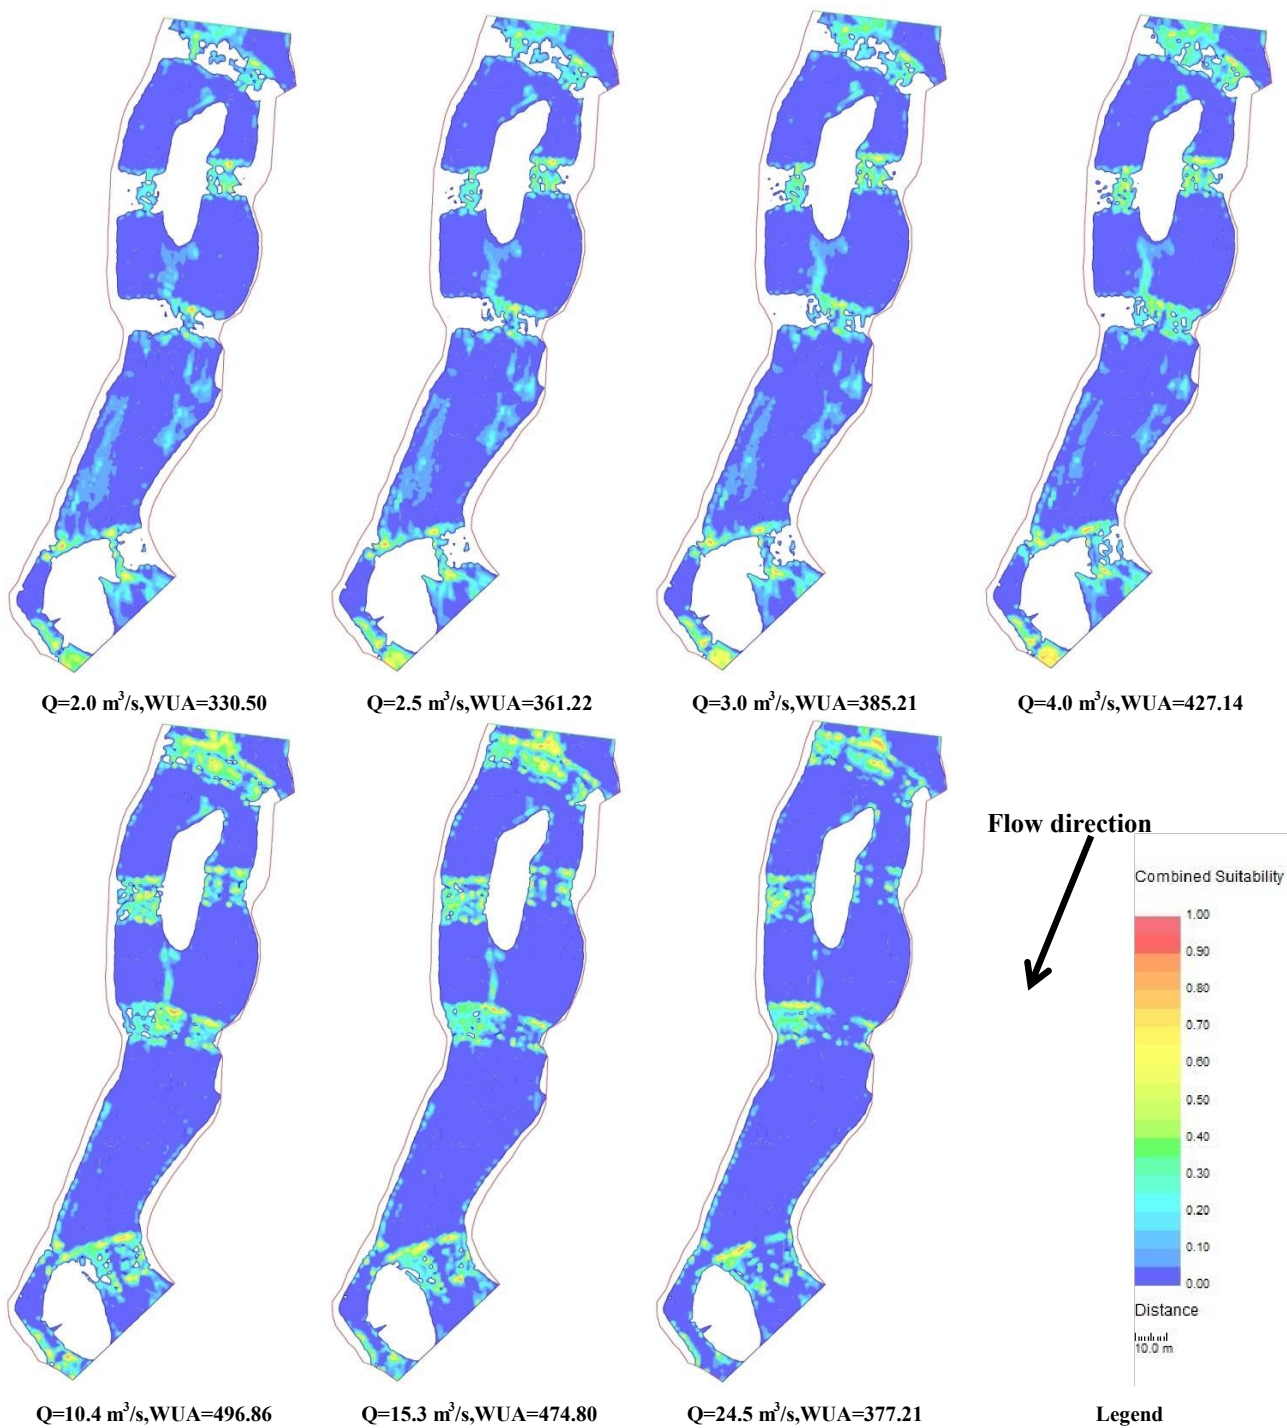 Q=2.0 m³/s,WUA=330.50
Q=2.5 m³/s,WUA=361.22
Q=3.0 m³/s,WUA=385.21
Q=4.0 m³/s,WUA=427.14
Flow direction
Combined Suitability
1.00
0.90
0.80
0.70
0.60
0.50
0.40
0.30
0.20
0.10
0.00
Distance
10.0 m
Q=10.4 m³/s,WUA=496.86
Q=15.3 m³/s,WUA=474.80
Q=24.5 m³/s,WUA=377.21
Legend